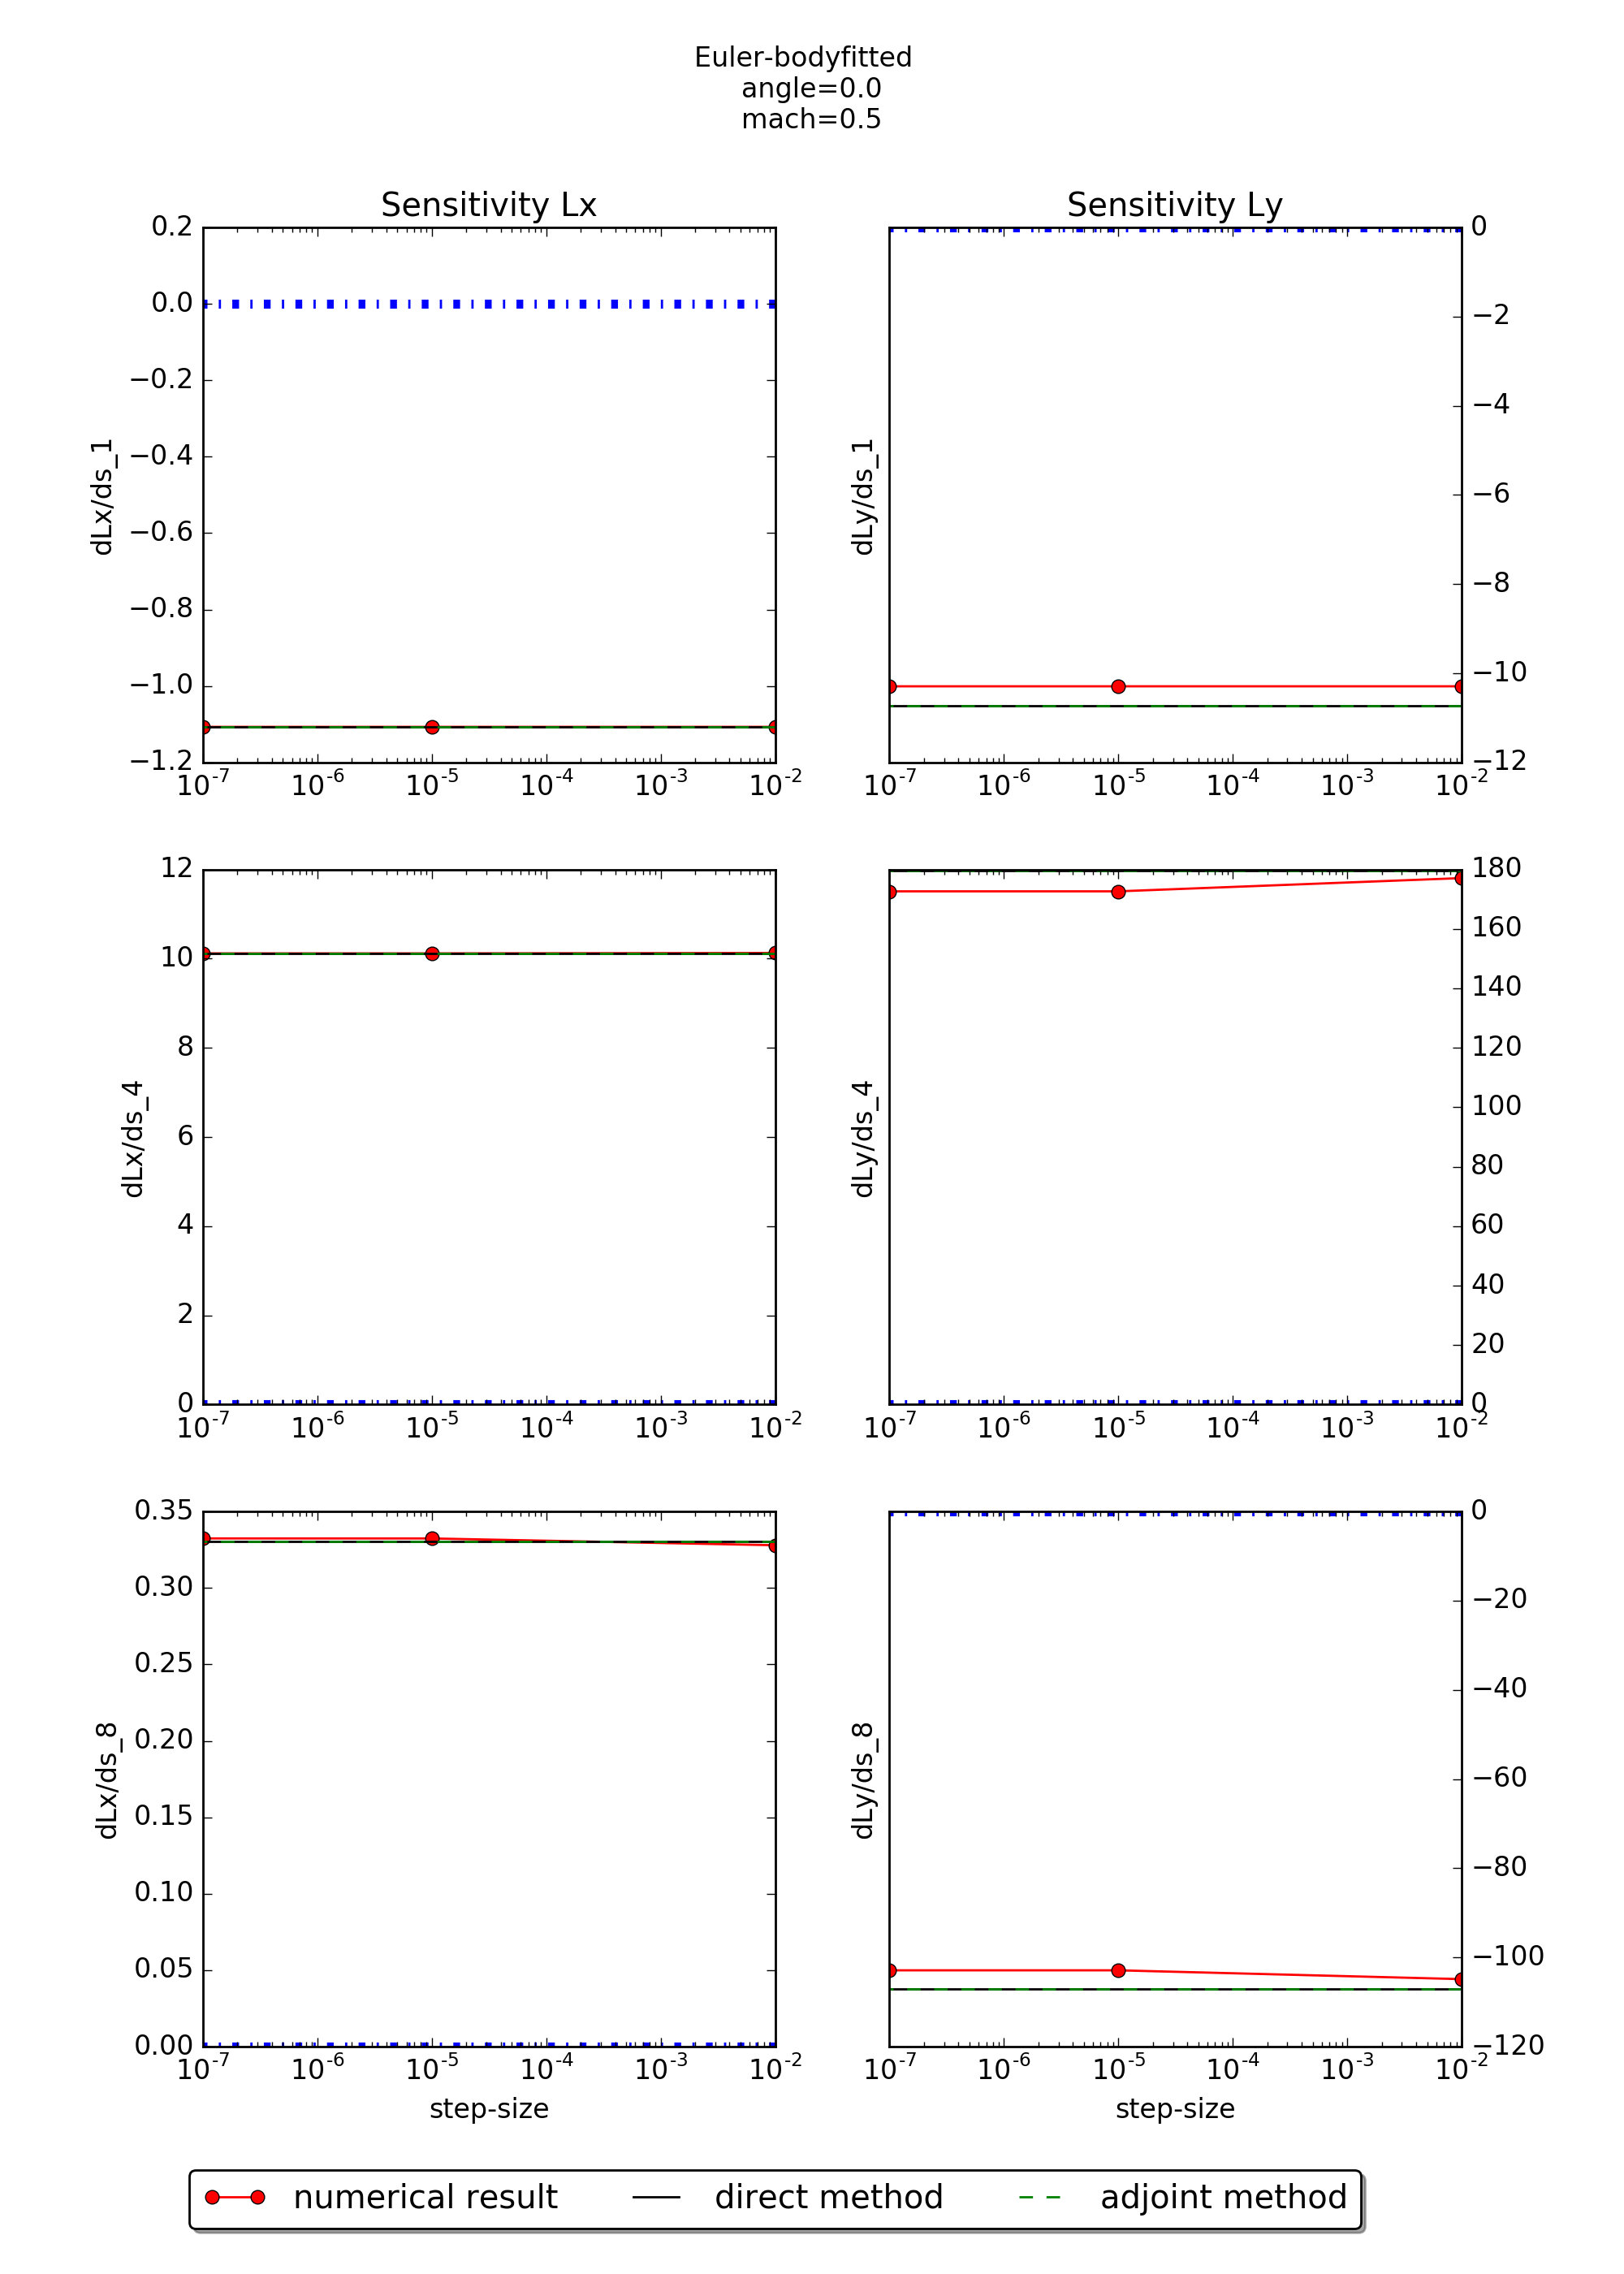 Euler-bodyfitted
angle=0.0
mach=0.5
Sensitivity Lx
Sensitivity Ly
0.2
0.0
−0.2
−0.4
−0.6
−0.8
−1.0
−1.2
dLx/ds_1
10-7 10-6 10-5 10-4 10-3 10-2
dLy/ds_1
0
−2
−4
−6
−8
−10
−12
10-7 10-6 10-5 10-4 10-3 10-2
12
10
8
6
4
2
0
dLx/ds_4
10-7 10-6 10-5 10-4 10-3 10-2
dLy/ds_4
180
160
140
120
100
80
60
40
20
0
10-7 10-6 10-5 10-4 10-3 10-2
0.35
0.30
0.25
0.20
0.15
0.10
0.05
0.00
dLx/ds_8
10-7 10-6 10-5 10-4 10-3 10-2
step-size
dLy/ds_8
0
−20
−40
−60
−80
−100
−120
10-7 10-6 10-5 10-4 10-3 10-2
step-size
numerical result direct method adjoint method